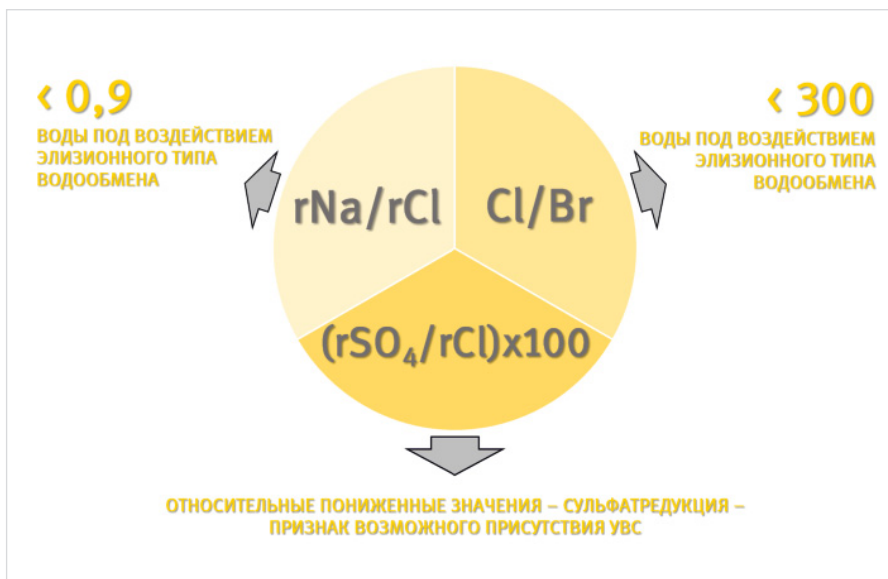 < 0,9
ВОДЫ ПОД ВОЗДЕЙСТВИЕМ
ЭЛИЗИОННОГО ТИПА
ВОДООБМЕНА
< 300
ВОДЫ ПОД ВОЗДЕЙСТВИЕМ
ЭЛИЗИОННОГО ТИПА
ВОДООБМЕНА
rNa/rCl
Cl/Br
(rSO₄/rCl)x100
ОТНОСИТЕЛЬНЫЕ ПОНИЖЕННЫЕ ЗНАЧЕНИЯ – СУЛЬФАТРЕДУКЦИЯ –
ПРИЗНАК ВОЗМОЖНОГО ПРИСУТСТВИЯ УВС